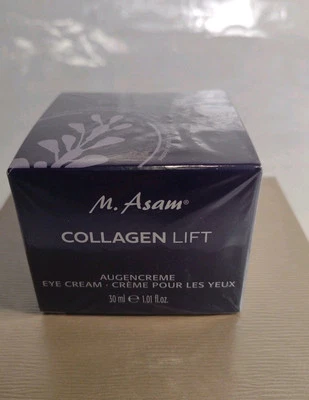 M. Asam®
COLLAGEN LIFT
AUGENCREME
EYE CREAM · CRÈME POUR LES YEUX
30 ml ℮ 1.01 fl.oz.